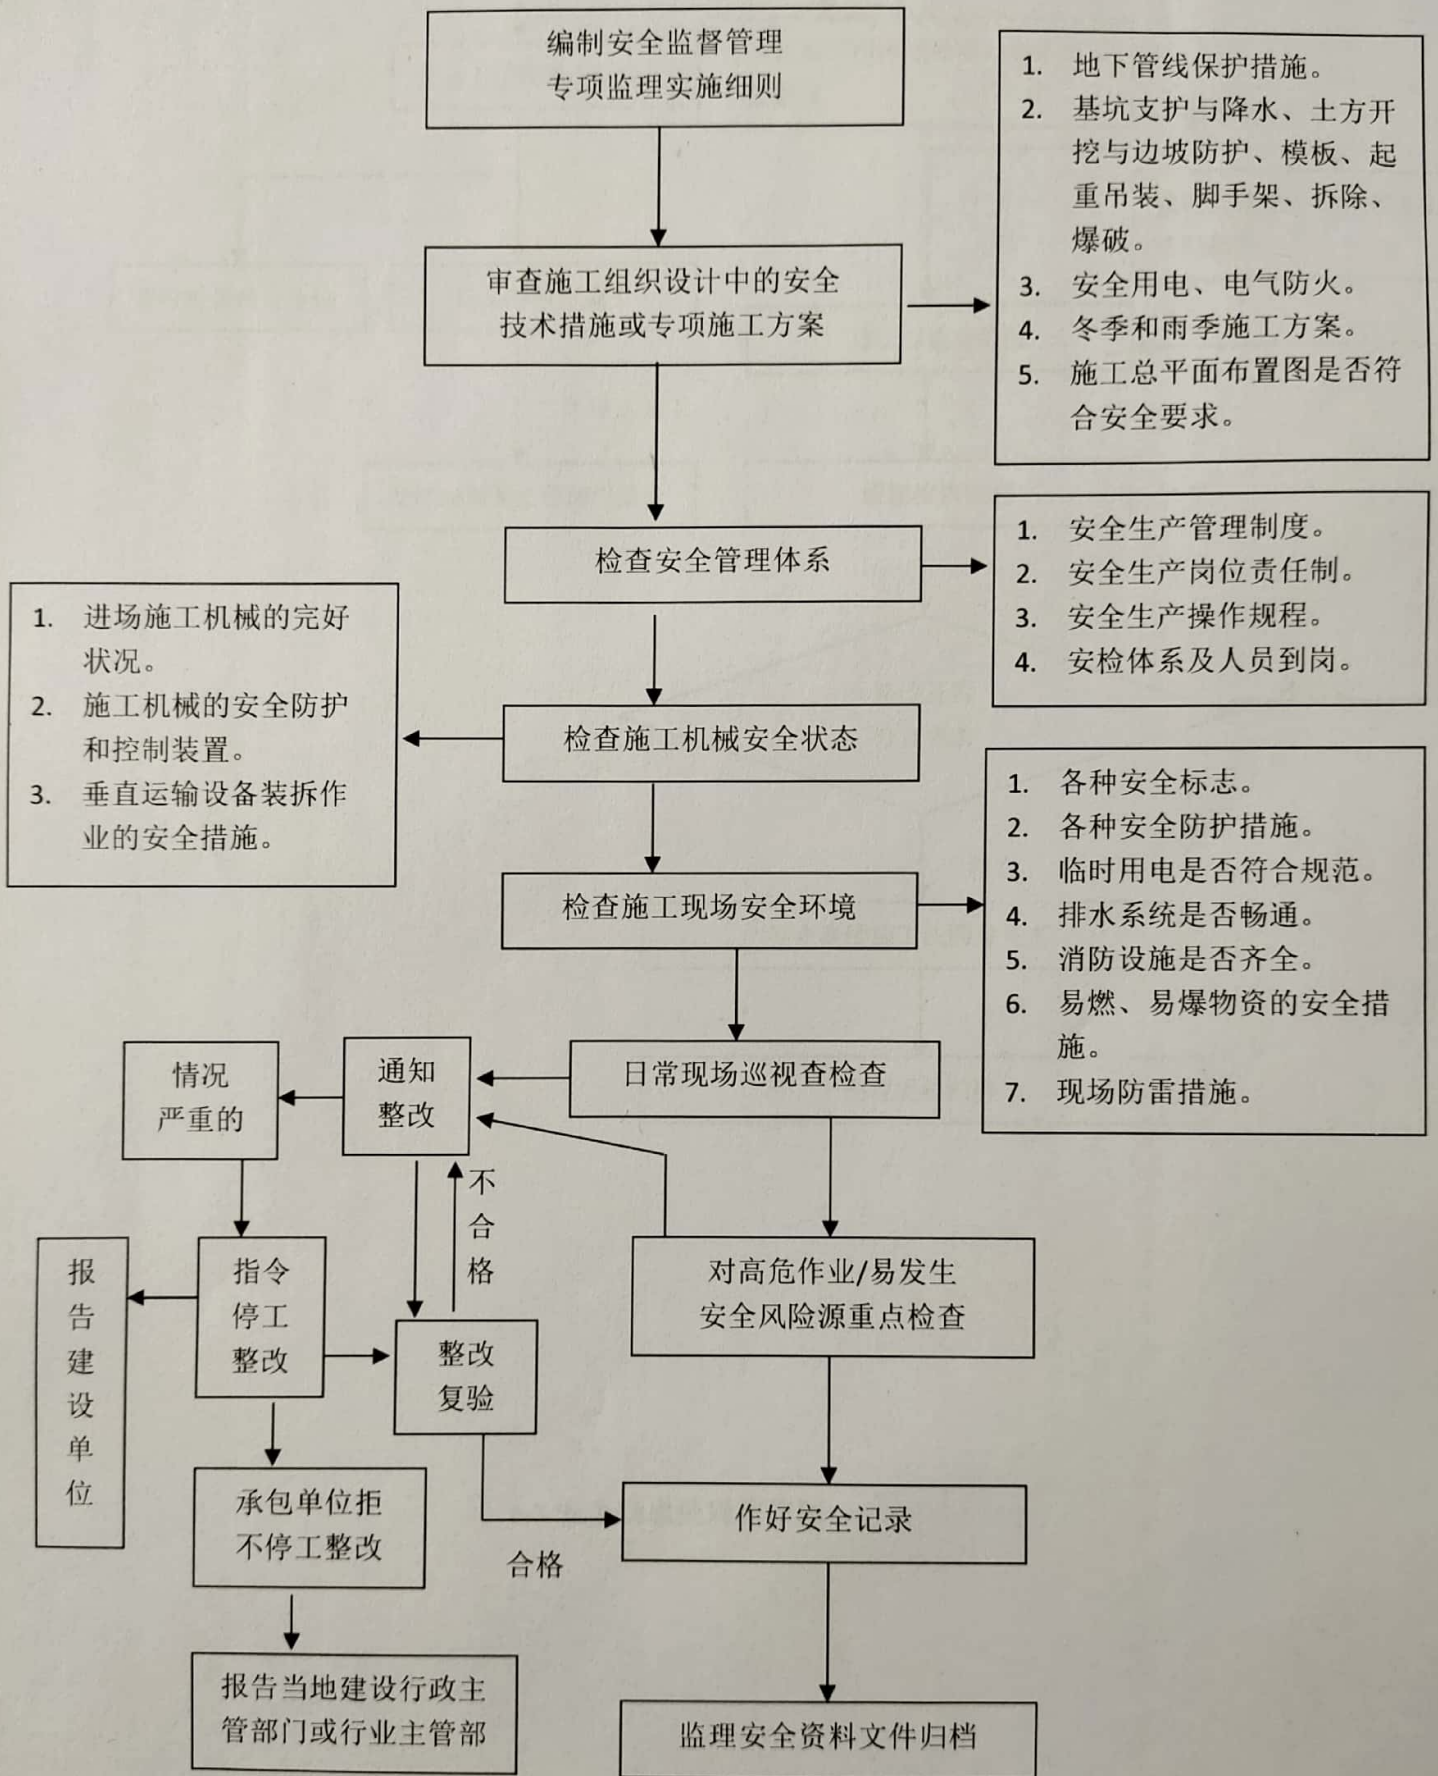 编制安全监督管理
专项监理实施细则
1. 地下管线保护措施。
2. 基坑支护与降水、土方开
挖与边坡防护、模板、起
重吊装、脚手架、拆除、
爆破。
3. 安全用电、电气防火。
4. 冬季和雨季施工方案。
5. 施工总平面布置图是否符
合安全要求。
审查施工组织设计中的安全
技术措施或专项施工方案
检查安全管理体系
1. 安全生产管理制度。
2. 安全生产岗位责任制。
3. 安全生产操作规程。
4. 安检体系及人员到岗。
1. 进场施工机械的完好
状况。
2. 施工机械的安全防护
和控制装置。
3. 垂直运输设备装拆作
业的安全措施。
检查施工机械安全状态
检查施工现场安全环境
1. 各种安全标志。
2. 各种安全防护措施。
3. 临时用电是否符合规范。
4. 排水系统是否畅通。
5. 消防设施是否齐全。
6. 易燃、易爆物资的安全措
施。
7. 现场防雷措施。
日常现场巡视查检查
通知
整改
情况
严重的
不
合
格
对高危作业/易发生
安全风险源重点检查
指令
停工
整改
报
告
建
设
单
位
整改
复验
承包单位拒
不停工整改
合格
作好安全记录
报告当地建设行政主
管部门或行业主管部
监理安全资料文件归档